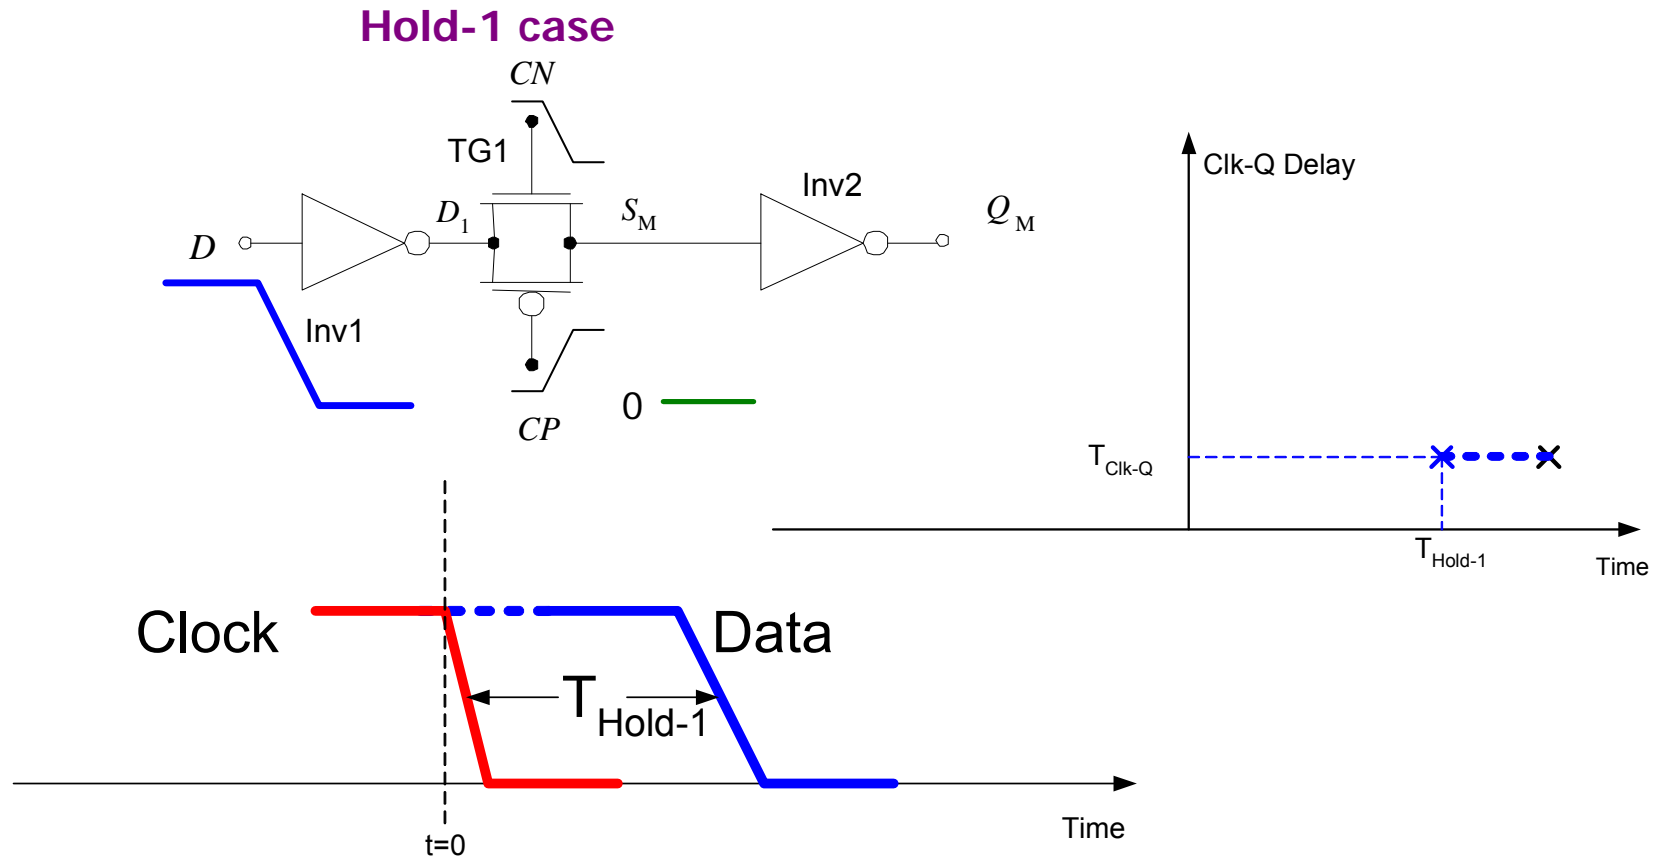 Hold-1 case
CN
TG1
Inv2
Clk-Q Delay
D
D1
SM
QM
Inv1
0
CP
TClk-Q
THold-1
Time
Clock
Data
THold-1
Time
t=0